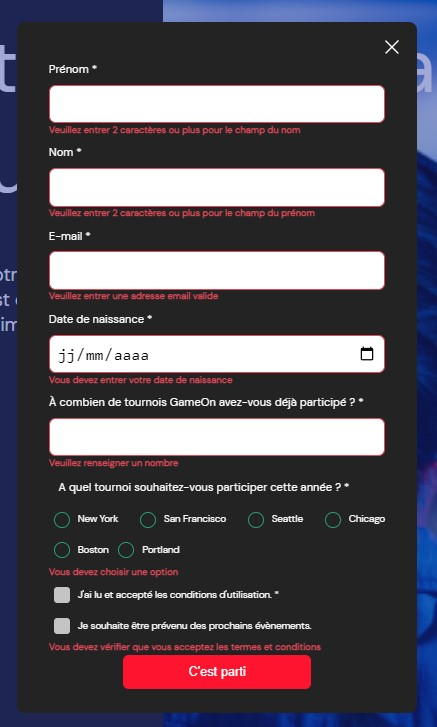 Prénom *
Veuillez entrer 2 caractères ou plus pour le champ du nom
Nom *
Veuillez entrer 2 caractères ou plus pour le champ du prénom
E-mail *
Veuillez entrer une adresse email valide
Date de naissance *
jj/mm/aaaa
Vous devez entrer votre date de naissance
À combien de tournois GameOn avez-vous déjà participé ? *
Veuillez renseigner un nombre
A quel tournoi souhaitez-vous participer cette année ? *
New York San Francisco Seattle Chicago
Boston Portland
Vous devez choisir une option
J'ai lu et accepté les conditions d'utilisation. *
Je souhaite être prévenu des prochains évènements.
Vous devez vérifier que vous acceptez les termes et conditions
C'est parti